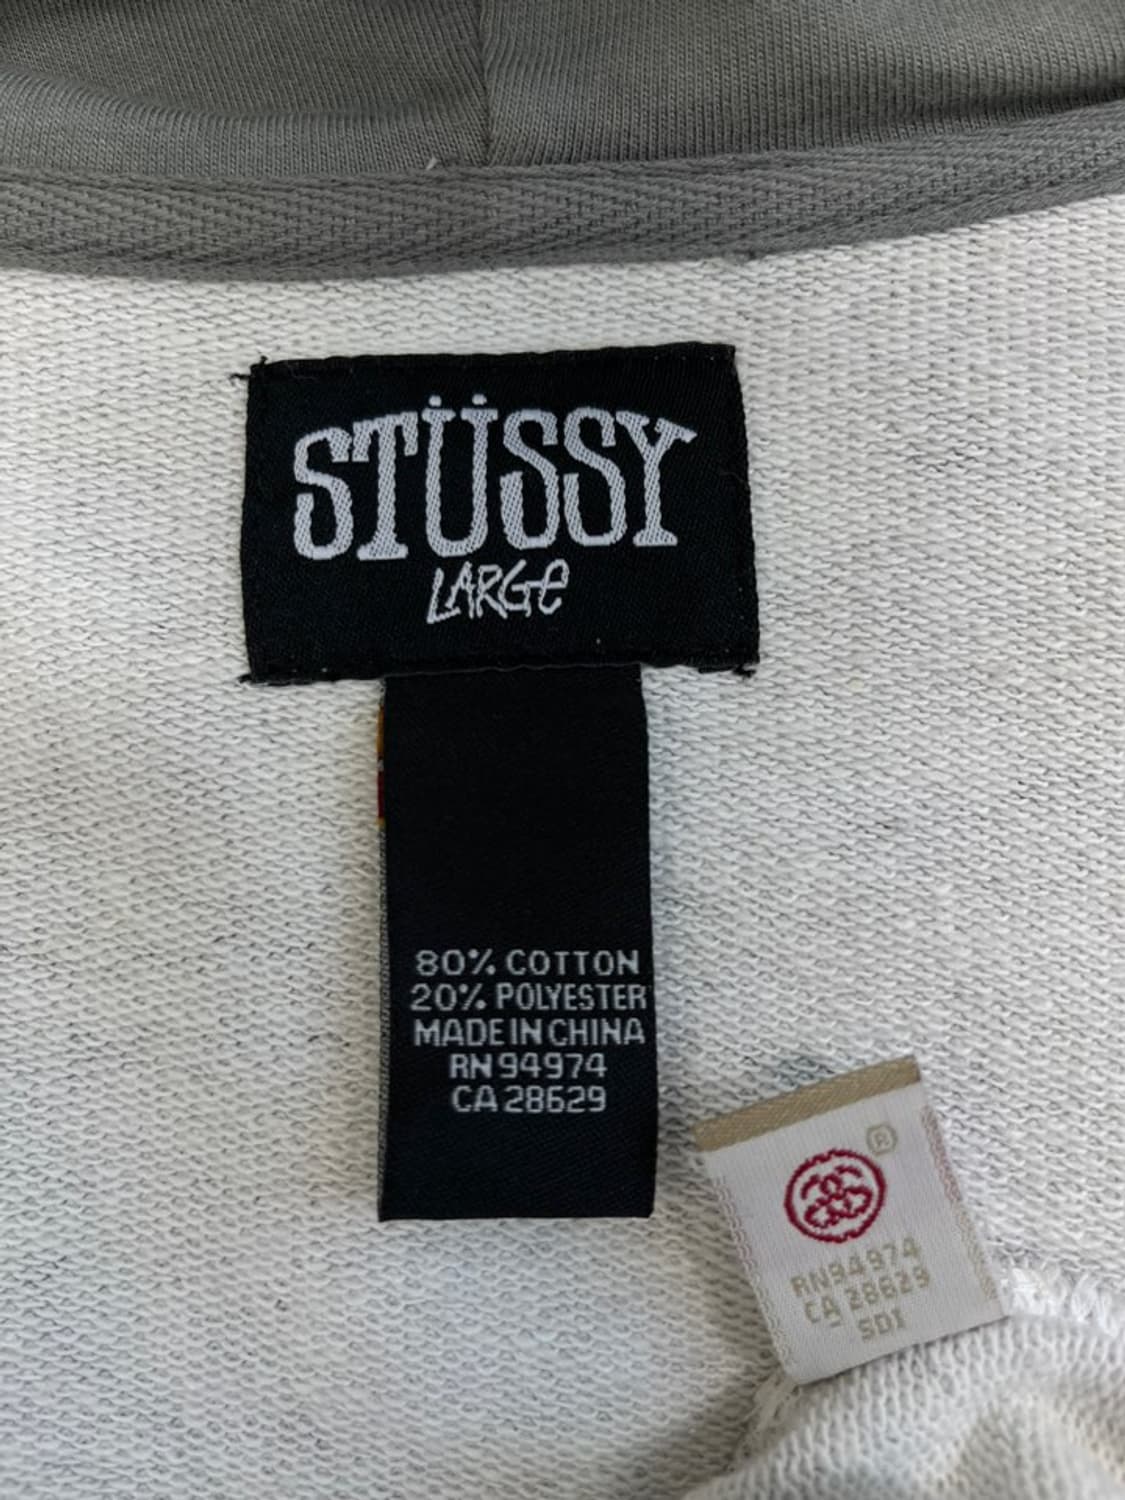 STÜSSY
LARGe
80% COTTON
20% POLYESTER
MADE IN CHINA
RN 94974
CA 28629
®
RN94974
CA 28629
SDI